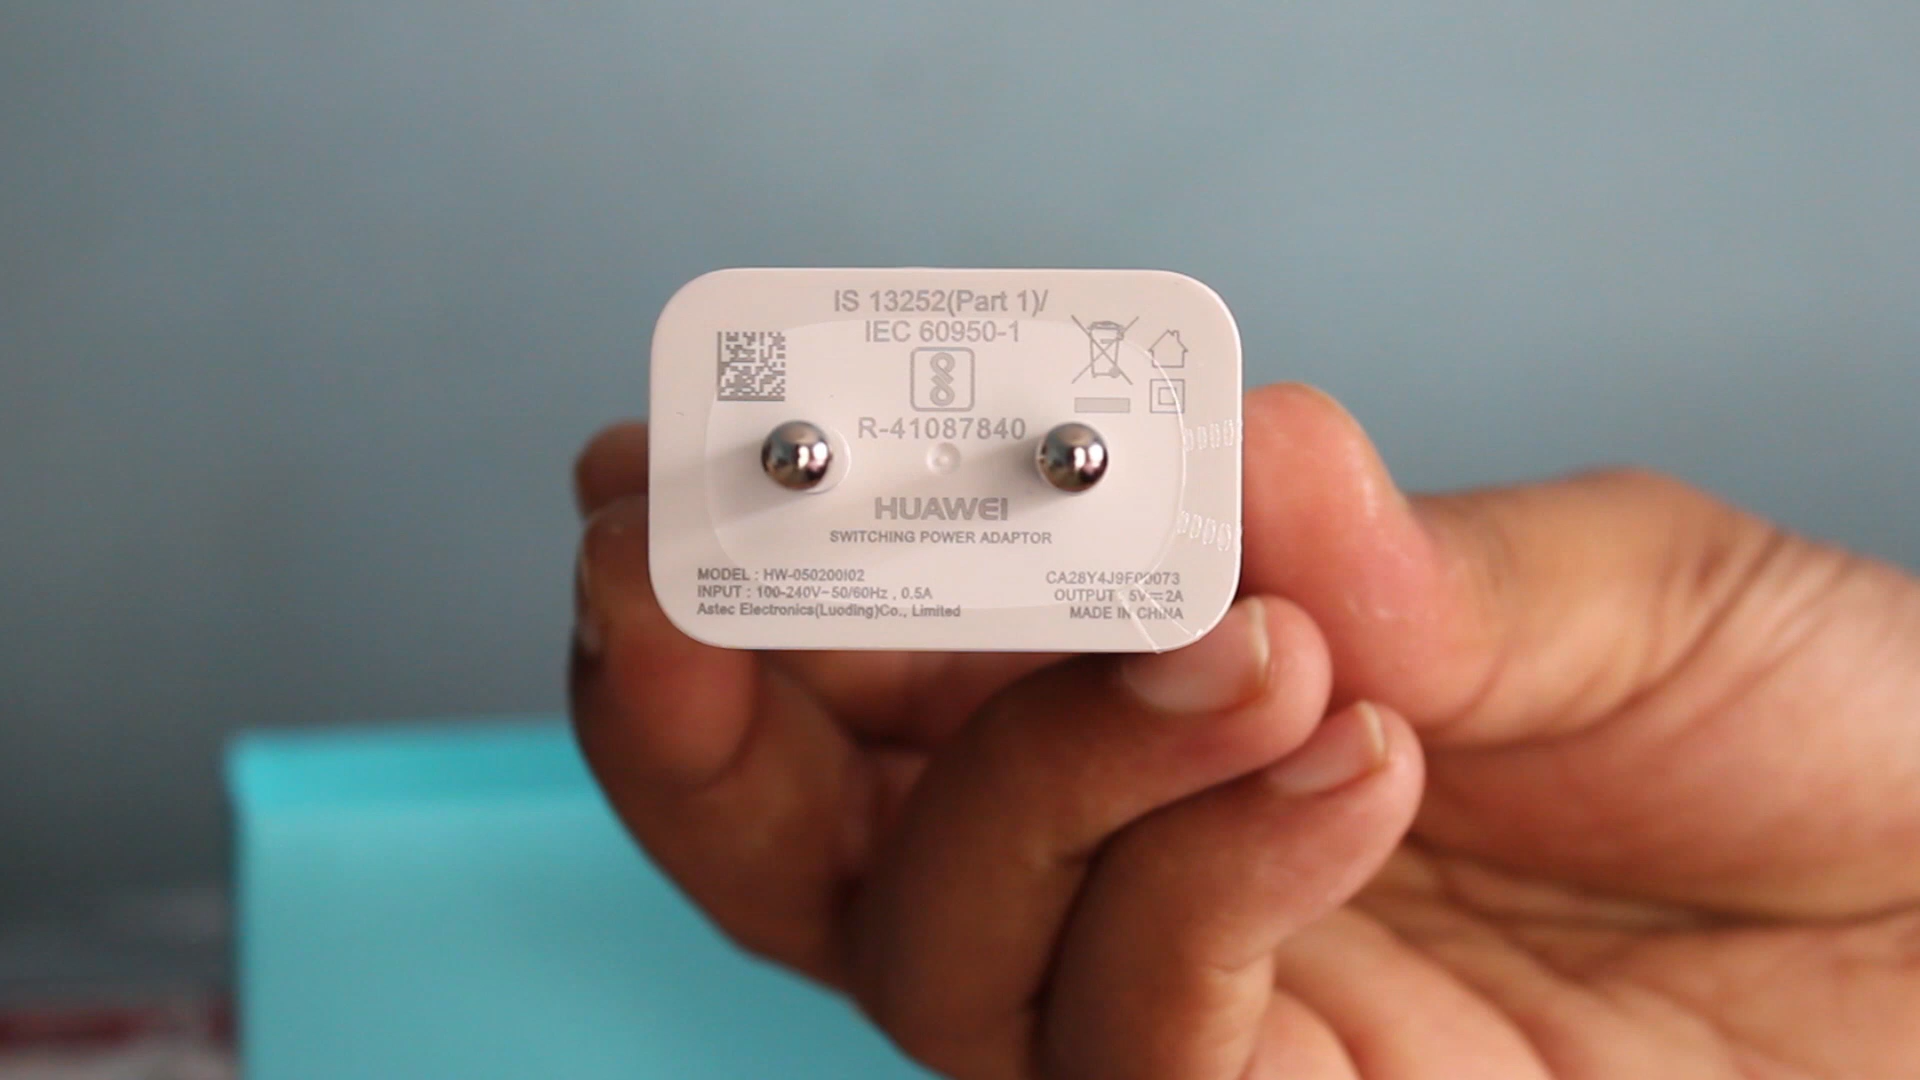 IS 13252(Part 1)/
IEC 60950-1
R-41087840
HUAWEI
SWITCHING POWER ADAPTOR
MODEL : HW-050200I02
INPUT : 100-240V~50/60Hz , 0.5A
Astec Electronics(Luoding)Co., Limited
CA28Y4J9F00073
OUTPUT : 5V⎓2A
MADE IN CHINA